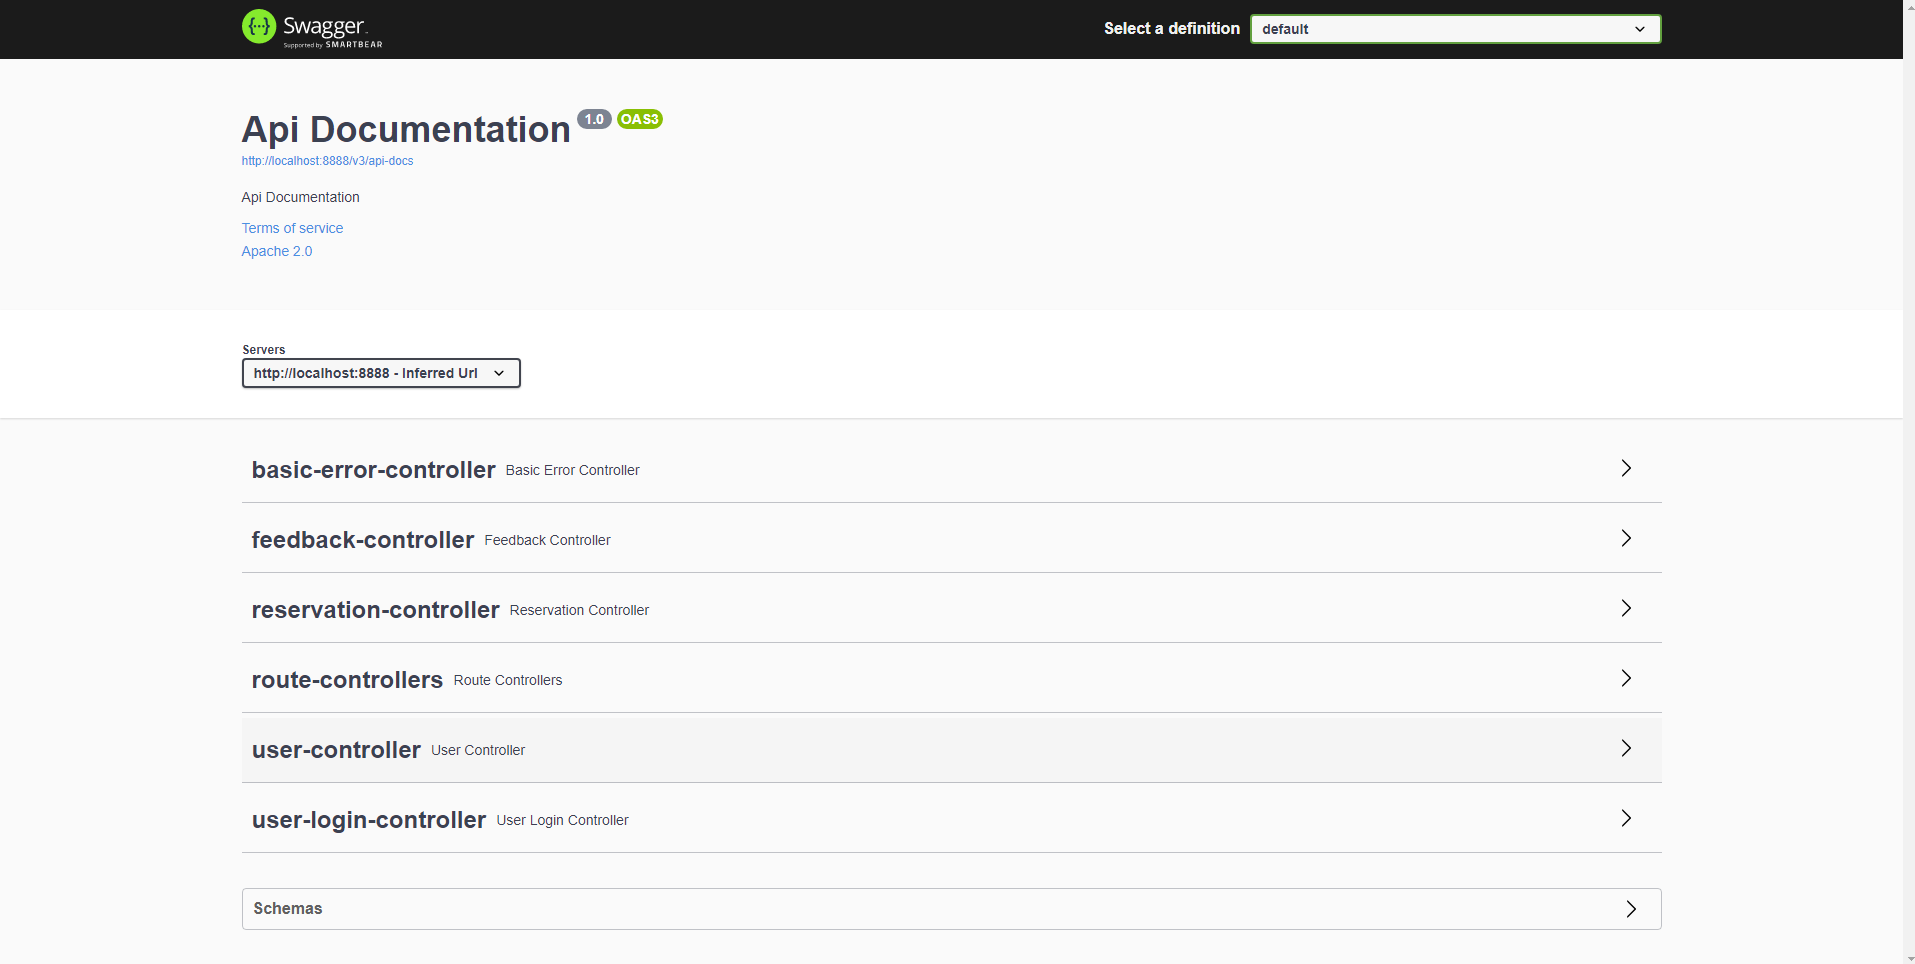 Swagger
Supported by SMARTBEAR
Select a definition
default
Api Documentation 1.0 OAS3
http://localhost:8888/v3/api-docs
Api Documentation
Terms of service
Apache 2.0
Servers
http://localhost:8888 - Inferred Url
basic-error-controller Basic Error Controller
feedback-controller Feedback Controller
reservation-controller Reservation Controller
route-controllers Route Controllers
user-controller User Controller
user-login-controller User Login Controller
Schemas